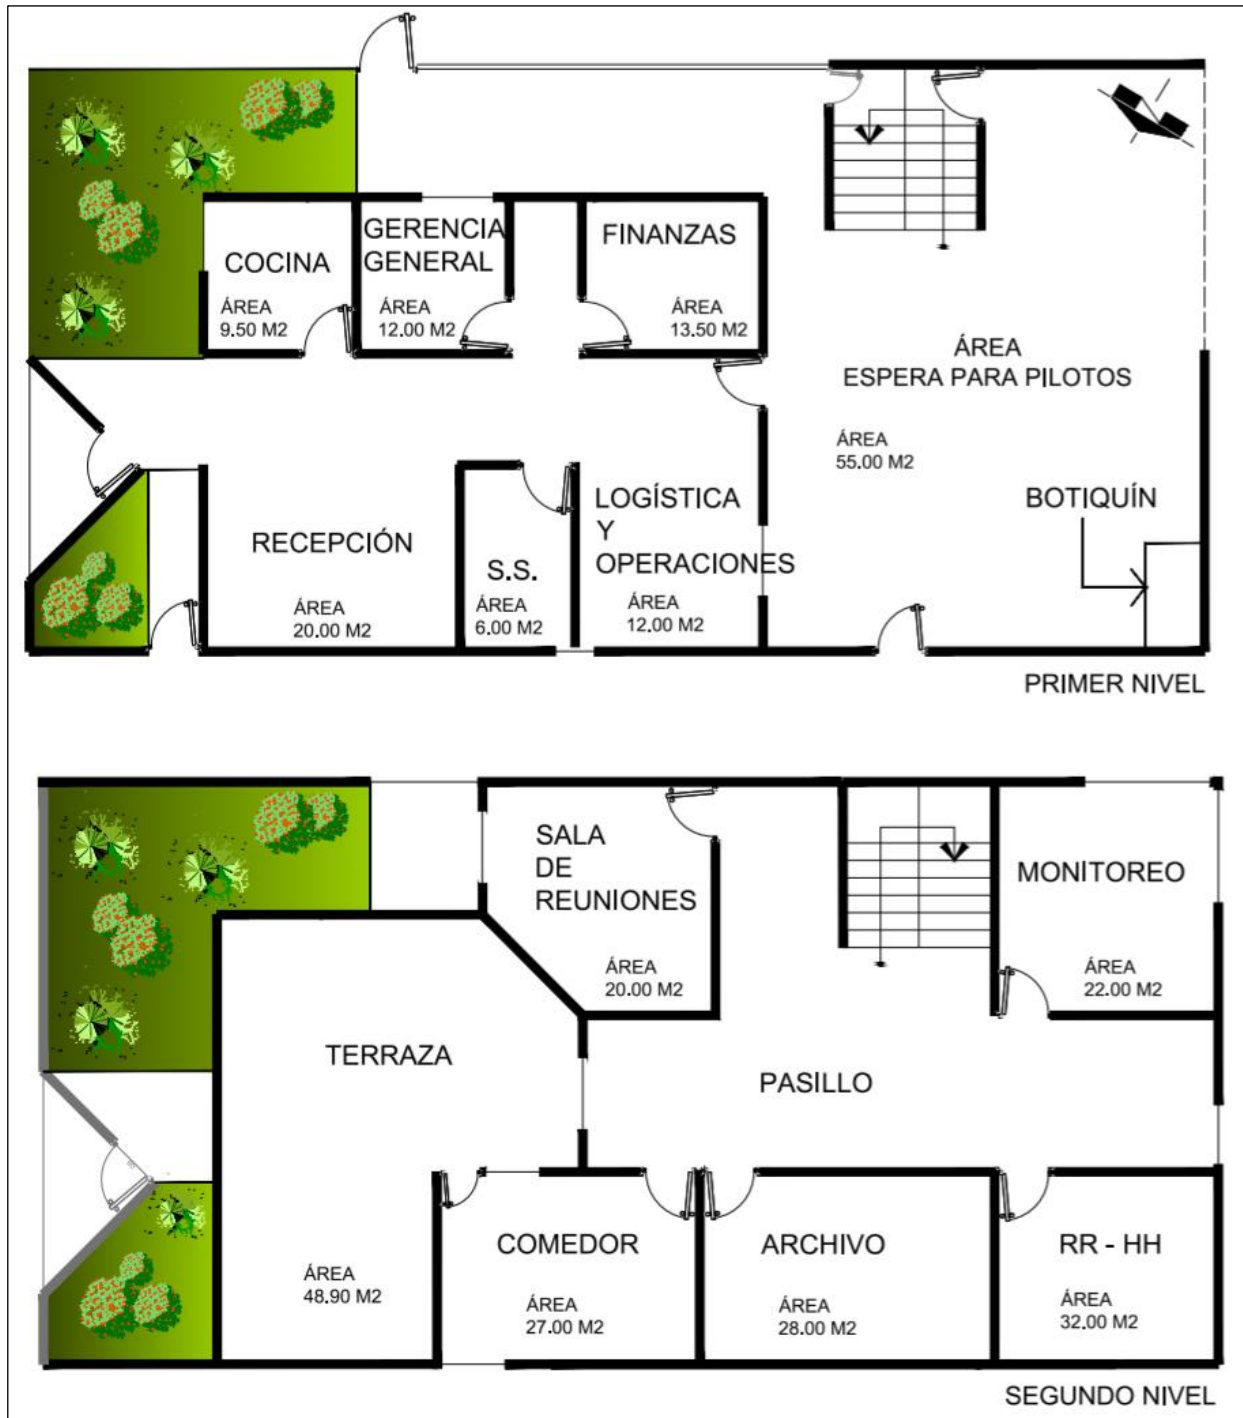 GERENCIA
GENERAL
ÁREA
12.00 M2
COCINA
ÁREA
9.50 M2
FINANZAS
ÁREA
13.50 M2
ÁREA
ESPERA PARA PILOTOS
ÁREA
55.00 M2
BOTIQUÍN
RECEPCIÓN
ÁREA
20.00 M2
S.S.
ÁREA
6.00 M2
LOGÍSTICA
Y
OPERACIONES
ÁREA
12.00 M2
PRIMER NIVEL
SALA
DE
REUNIONES
ÁREA
20.00 M2
MONITOREO
ÁREA
22.00 M2
TERRAZA
ÁREA
48.90 M2
PASILLO
COMEDOR
ÁREA
27.00 M2
ARCHIVO
ÁREA
28.00 M2
RR - HH
ÁREA
32.00 M2
SEGUNDO NIVEL